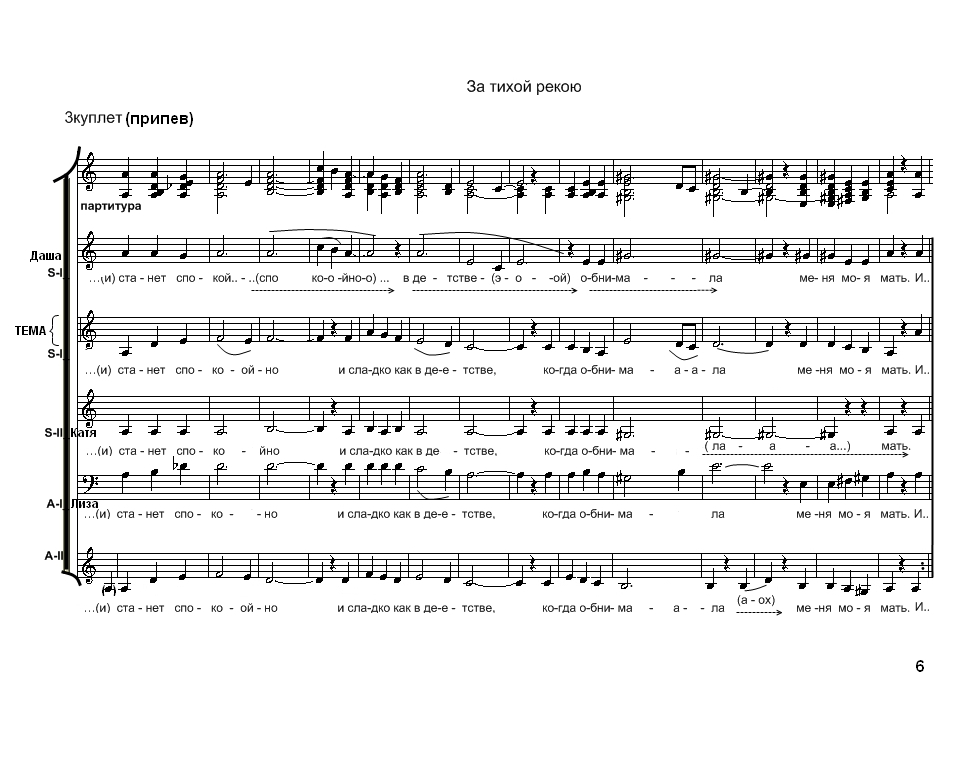 За тихой рекою
3куплет (припев)
партитура
Даша
S-I
...(и) ста - нет спо - кой.. - ..(спо ко-о -йно-о) ... в де - тстве - (э - о - ой) о-бни-ма - - - ла ме-ня мо- я мать. И..
ТЕМА
S-I
...(и) ста - нет спо - ко - ой - но и сла-дко как в де-е - тстве, ко-гда о-бни- ма - а - а - ла ме -ня мо - я мать. И..
S-II Катя
...(и) ста - нет спо - ко - йно и сла-дко как в де - тстве, ко-гда о-бни- ма - - ( ла - а - а...) мать.
A-I Лиза
...(и) ста - нет спо - ко - - но и сла-дко как в де-е - тстве, ко-гда о-бни- ма - ла ме -ня мо - я мать. И..
A-II
(а - ох)
...(и) ста - нет спо - ко - ой - но и сла-дко как в де-е - тстве, ко-гда о-бни- ма - а - ла ме -ня мо - я мать. И..
6